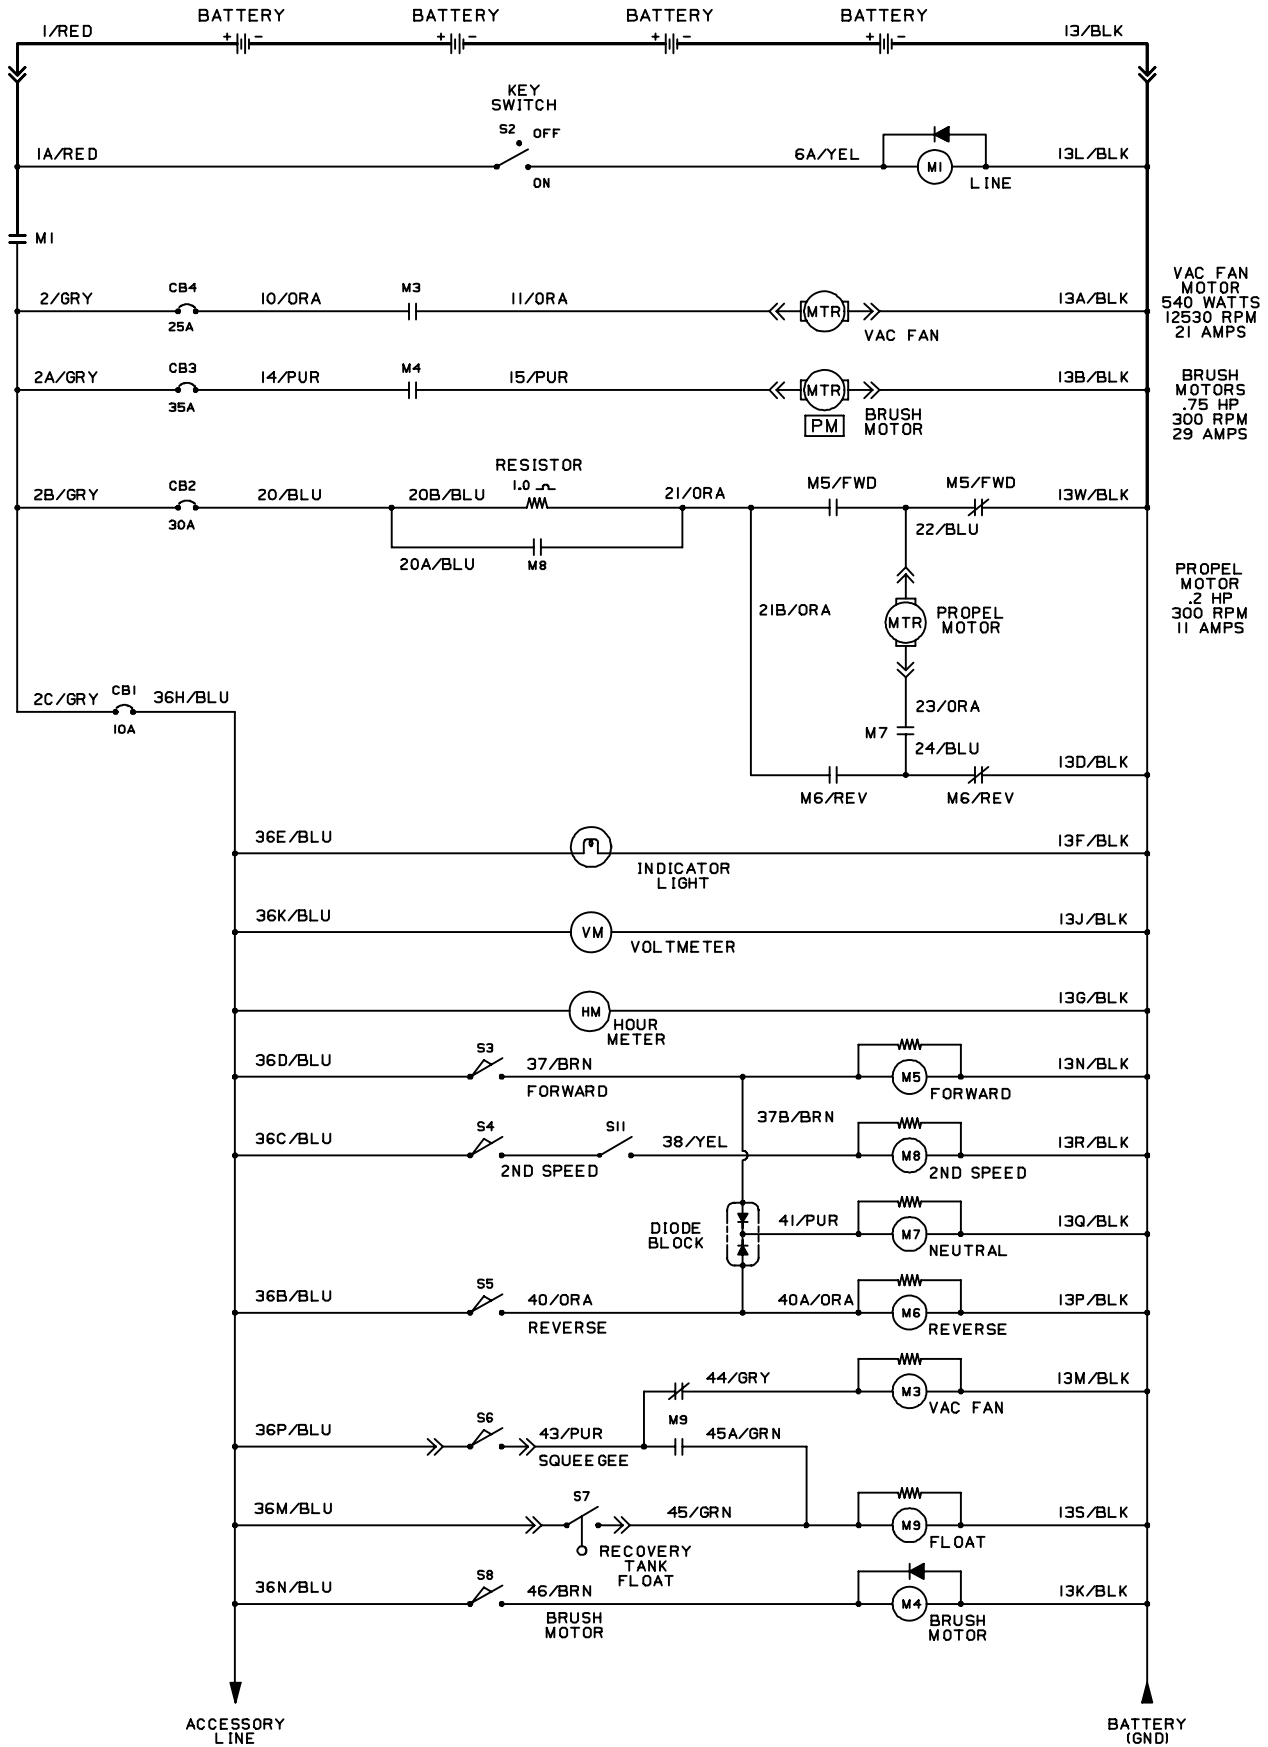 BATTERY BATTERY BATTERY BATTERY
1/RED + - + - + - + - 13/BLK
KEY
SWITCH
S2 OFF
1A/RED 6A/YEL M1 13L/BLK
ON LINE
M1
VAC FAN
MOTOR
540 WATTS
12530 RPM
21 AMPS
2/GRY CB4 10/ORA M3 11/ORA MTR 13A/BLK
25A VAC FAN
2A/GRY CB3 14/PUR M4 15/PUR MTR 13B/BLK
35A PM BRUSH
MOTOR
BRUSH
MOTORS
.75 HP
300 RPM
29 AMPS
RESISTOR
1.0
2B/GRY CB2 20/BLU 20B/BLU 21/ORA M5/FWD M5/FWD 13W/BLK
30A 22/BLU
20A/BLU M8
21B/ORA MTR PROPEL
MOTOR
PROPEL
MOTOR
.2 HP
300 RPM
11 AMPS
2C/GRY CB1 36H/BLU 23/ORA
10A M7
24/BLU 13D/BLK
M6/REV M6/REV
36E/BLU 13F/BLK
INDICATOR
LIGHT
36K/BLU VM 13J/BLK
VOLTMETER
HM 13G/BLK
HOUR
METER
36D/BLU S3 37/BRN M5 13N/BLK
FORWARD FORWARD
37B/BRN
36C/BLU S4 S11 38/YEL M8 13R/BLK
2ND SPEED 2ND SPEED
DIODE
BLOCK
41/PUR M7 13Q/BLK
NEUTRAL
36B/BLU S5 40/ORA 40A/ORA M6 13P/BLK
REVERSE REVERSE
44/GRY M3 13M/BLK
VAC FAN
36P/BLU S6 43/PUR M9 45A/GRN
SQUEEGEE
36M/BLU S7 45/GRN M9 13S/BLK
FLOAT
RECOVERY
TANK
FLOAT
36N/BLU S8 46/BRN M4 13K/BLK
BRUSH
MOTOR
BRUSH
MOTOR
ACCESSORY
LINE
BATTERY
(GND)